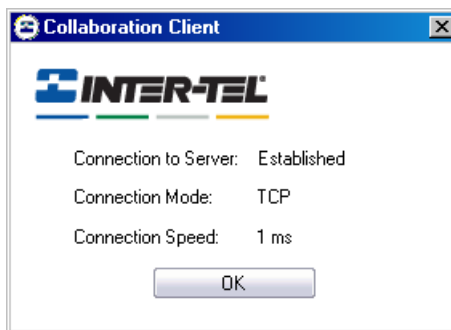 Collaboration Client
INTER-TEL
Connection to Server: Established
Connection Mode: TCP
Connection Speed: 1 ms
OK